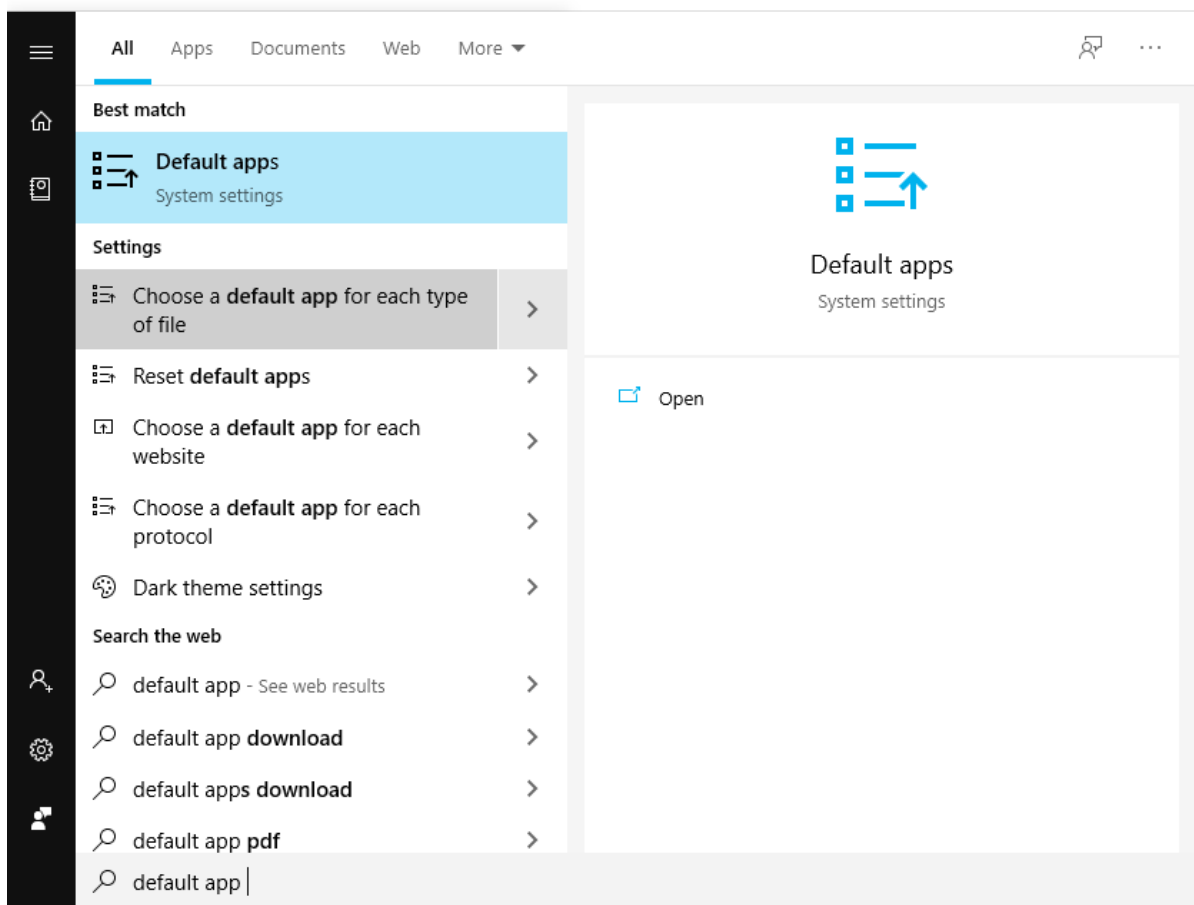 All Apps Documents Web More
Best match
Default apps
System settings
Settings
Choose a default app for each type
of file
Reset default apps
Choose a default app for each
website
Choose a default app for each
protocol
Dark theme settings
Search the web
default app - See web results
default app download
default apps download
default app pdf
default app
Default apps
System settings
Open